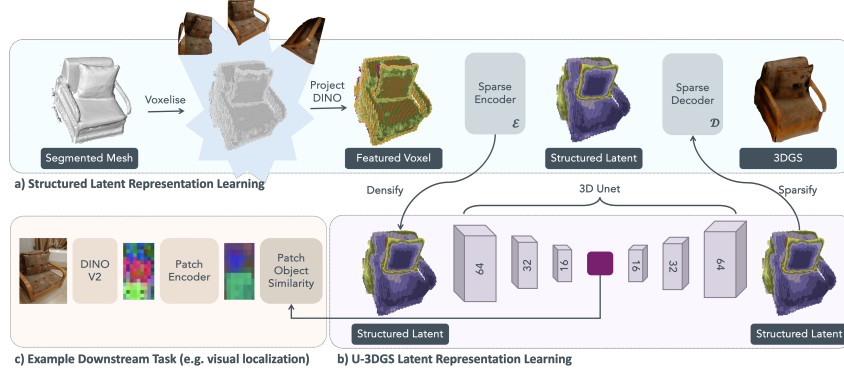 Voxelise
Project
DINO
Sparse
Encoder
ℰ
Sparse
Decoder
𝒟
Segmented Mesh
Featured Voxel
Structured Latent
3DGS
a) Structured Latent Representation Learning
Densify
3D Unet
Sparsify
DINO
V2
Patch
Encoder
Patch
Object
Similarity
64
32
16
16
32
64
Structured Latent
Structured Latent
c) Example Downstream Task (e.g. visual localization)
b) U-3DGS Latent Representation Learning